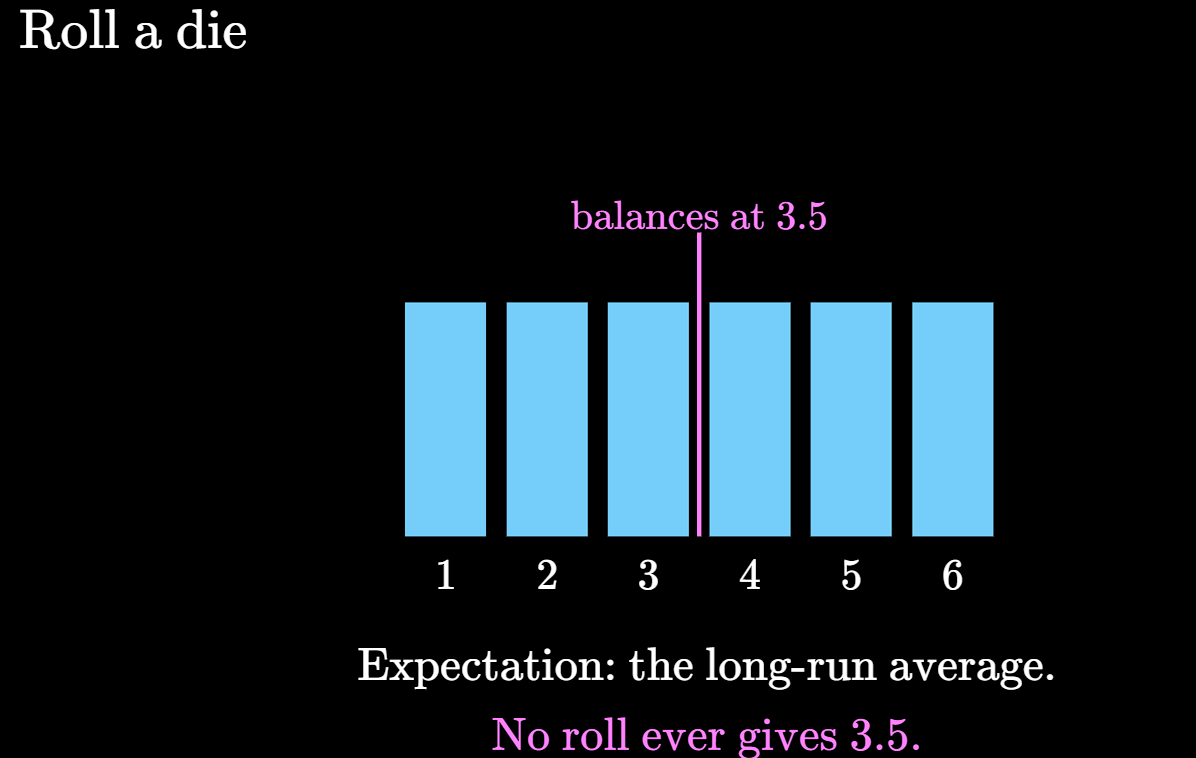 Roll a die
balances at 3.5
1 2 3 4 5 6
Expectation: the long-run average.
No roll ever gives 3.5.